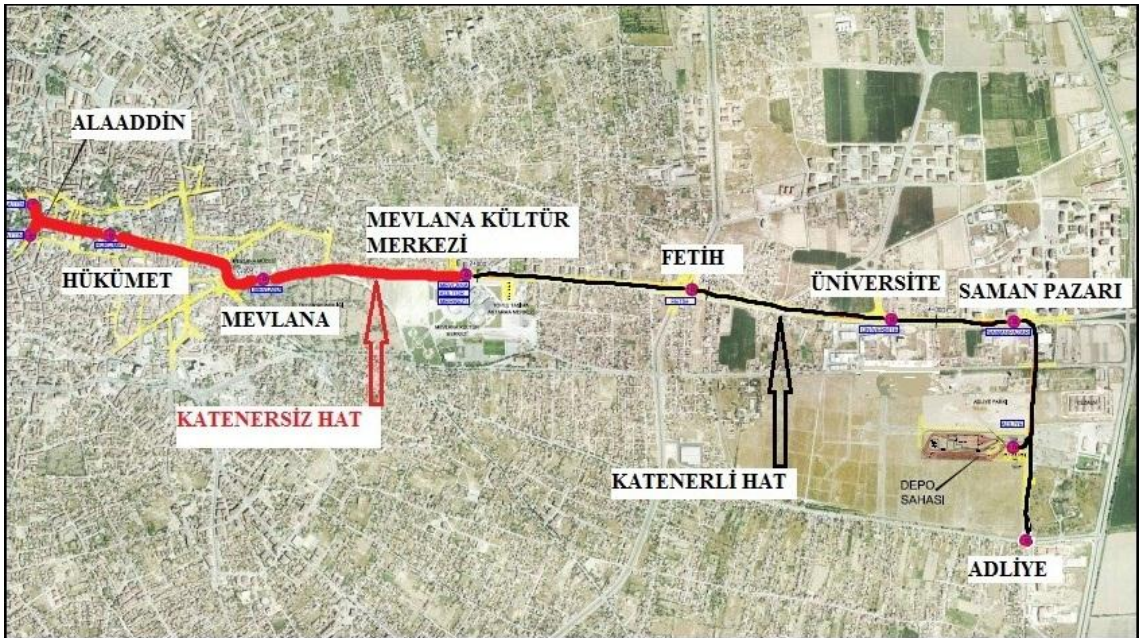 ALAADDİN
HÜKÜMET
MEVLANA
MEVLANA KÜLTÜR
MERKEZİ
FETİH
ÜNİVERSİTE
SAMAN PAZARI
KATENERSİZ HAT
KATENERLİ HAT
DEPO
SAHASI
ADLİYE